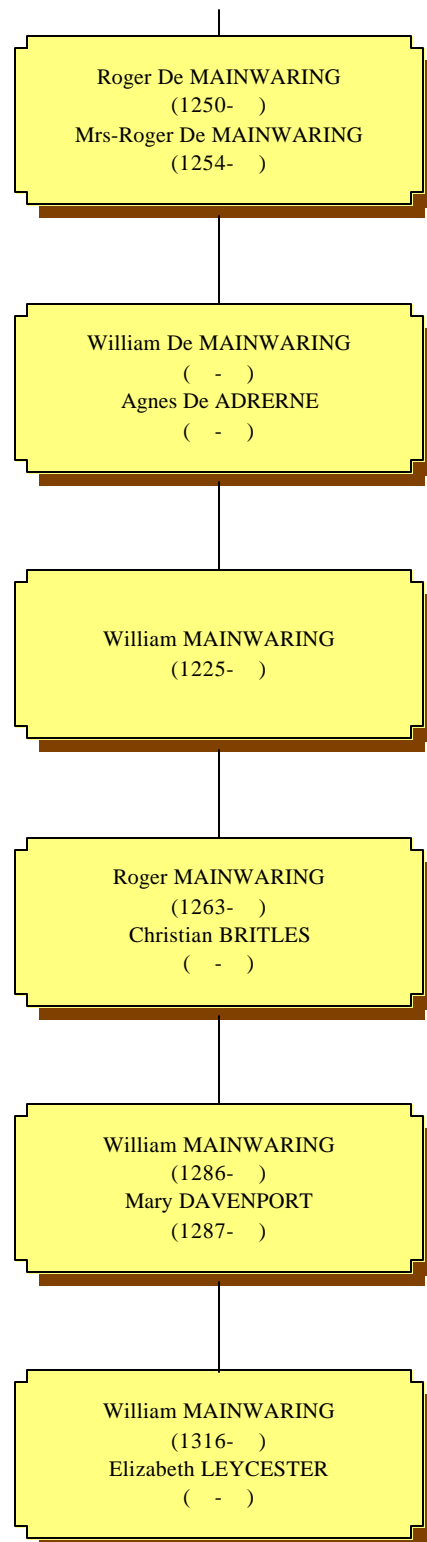 Roger De MAINWARING
(1250-   )
Mrs-Roger De MAINWARING
(1254-   )
William De MAINWARING
(   -   )
Agnes De ADRERNE
(   -   )
William MAINWARING
(1225-   )
Roger MAINWARING
(1263-   )
Christian BRITLES
(   -   )
William MAINWARING
(1286-   )
Mary DAVENPORT
(1287-   )
William MAINWARING
(1316-   )
Elizabeth LEYCESTER
(   -   )